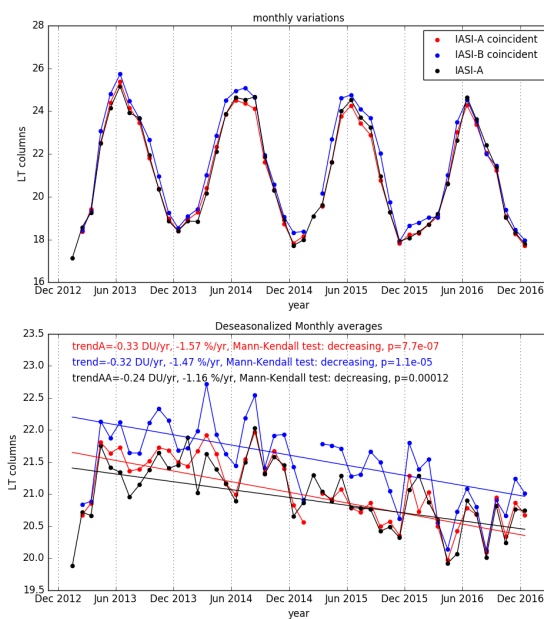 monthly variations
IASI-A coincident
IASI-B coincident
IASI-A
28
26
24
22
20
18
16
LT columns
Dec 2012 Jun 2013 Dec 2013 Jun 2014 Dec 2014 Jun 2015 Dec 2015 Jun 2016 Dec 2016
year
Deseasonalized Monthly averages
trendA=-0.33 DU/yr, -1.57 %/yr, Mann-Kendall test: decreasing, p=7.7e-07
trend=-0.32 DU/yr, -1.47 %/yr, Mann-Kendall test: decreasing, p=1.1e-05
trendAA=-0.24 DU/yr, -1.16 %/yr, Mann-Kendall test: decreasing, p=0.00012
23.5
23.0
22.5
22.0
21.5
21.0
20.5
20.0
19.5
LT columns
Dec 2012 Jun 2013 Dec 2013 Jun 2014 Dec 2014 Jun 2015 Dec 2015 Jun 2016 Dec 2016
year